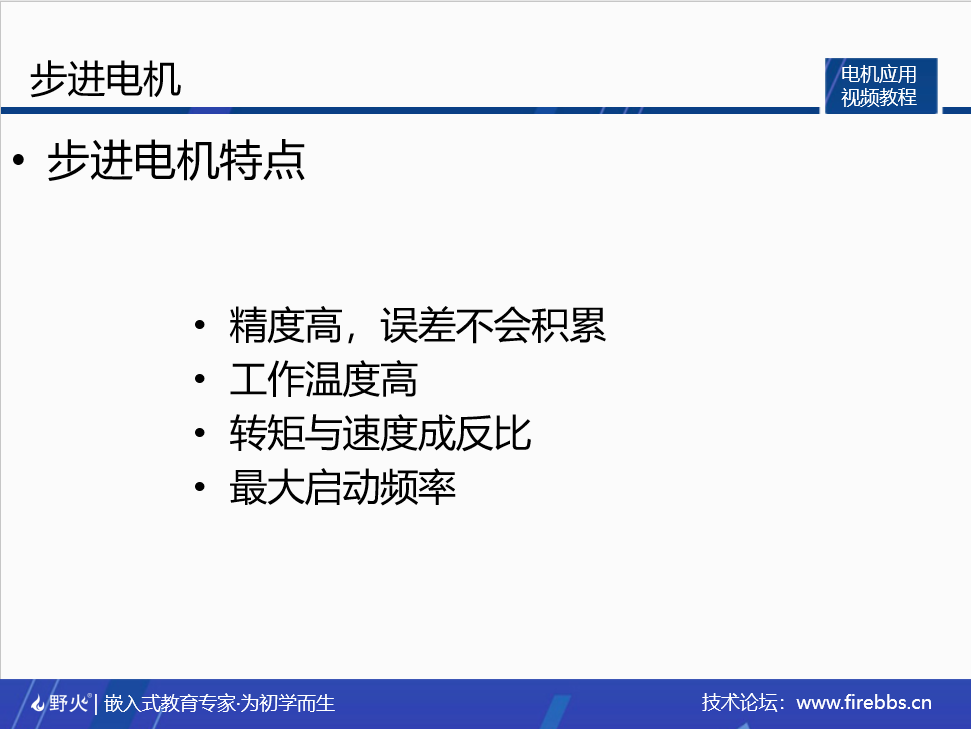 步进电机
电机应用
视频教程
• 步进电机特点
• 精度高，误差不会积累
• 工作温度高
• 转矩与速度成反比
• 最大启动频率
野火®|嵌入式教育专家·为初学而生
技术论坛：www.firebbs.cn